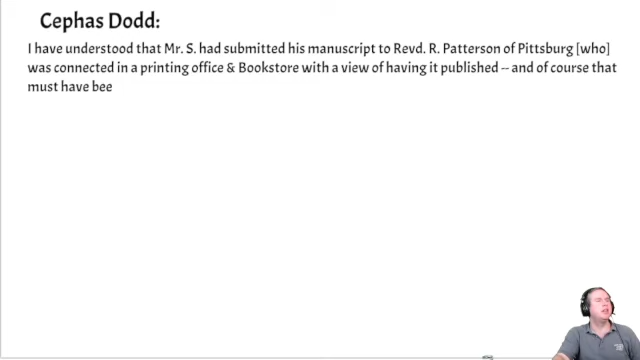 Cephas Dodd:
I have understood that Mr. S. had submitted his manuscript to Revd. R. Patterson of Pittsburg [who]
was connected in a printing office & Bookstore with a view of having it published -- and of course that
must have bee